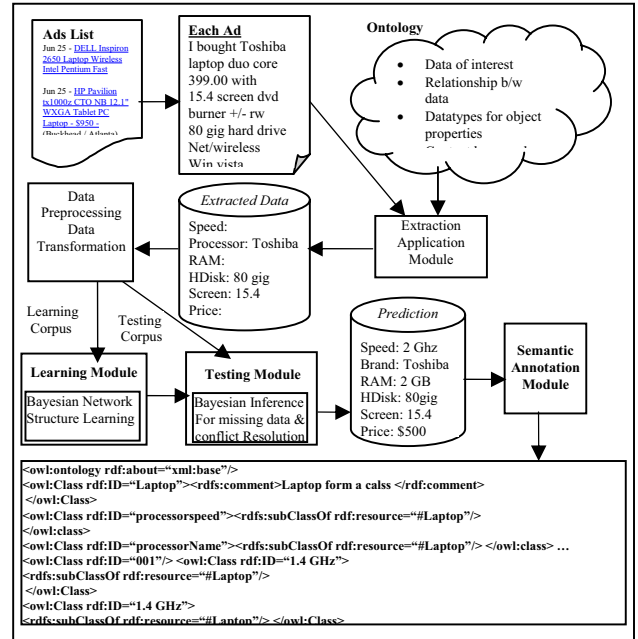 Ads List
Jun 25 - DELL Inspiron
2650 Laptop Wireless
Intel Pentium Fast
Jun 25 - HP Pavilion
tx1000z CTO NB 12.1"
WXGA Tablet PC
Laptop - $950 -
(Buckhead / Atlanta)
Each Ad
I bought Toshiba
laptop duo core
399.00 with
15.4 screen dvd
burner +/- rw
80 gig hard drive
Net/wireless
Win vista
Ontology
• Data of interest
• Relationship b/w
data
• Datatypes for object
properties
Data
Preprocessing
Data
Transformation
Extracted Data
Speed:
Processor: Toshiba
RAM:
HDisk: 80 gig
Screen: 15.4
Price:
Extraction
Application
Module
Learning
Corpus
Testing
Corpus
Learning Module
Bayesian Network
Structure Learning
Testing Module
Bayesian Inference
For missing data &
conflict Resolution
Prediction
Speed: 2 Ghz
Brand: Toshiba
RAM: 2 GB
HDisk: 80gig
Screen: 15.4
Price: $500
Semantic
Annotation
Module
<owl:ontology rdf:about=“xml:base”/>
<owl:Class rdf:ID=“Laptop”><rdfs:comment>Laptop form a calss </rdf:comment>
</owl:Class>
<owl:Class rdf:ID=“processorspeed”><rdfs:subClassOf rdf:resource=“#Laptop”/>
</owl:class>
<owl:Class rdf:ID=“processorName”><rdfs:subClassOf rdf:resource=“#Laptop”/> </owl:class> …
<owl:Class rdf:ID=“001”/> <owl:Class rdf:ID=“1.4 GHz”>
<rdfs:subClassOf rdf:resource=“#Laptop”/>
</owl:Class>
<owl:Class rdf:ID=“1.4 GHz”>
<rdfs:subClassOf rdf:resource=“#Laptop”/> </owl:Class>